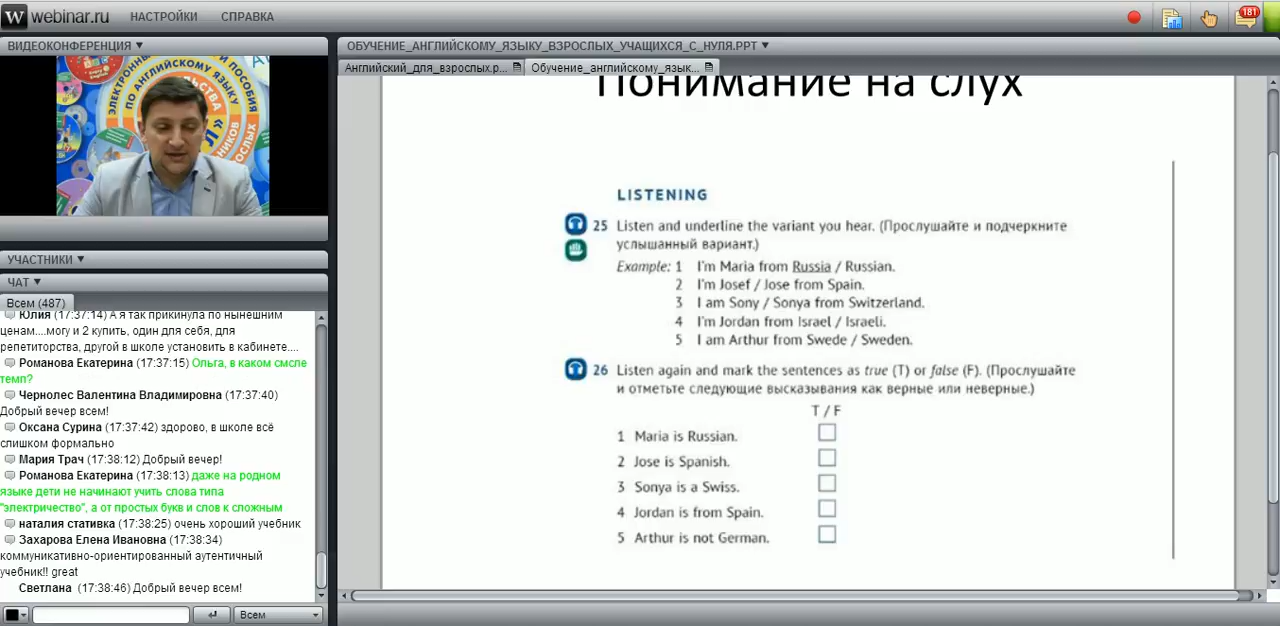 W webinar.ru НАСТРОЙКИ СПРАВКА
181
ВИДЕОКОНФЕРЕНЦИЯ
ЭЛЕКТРОННЫЕ ПОСОБИЯ
ПО АНГЛИЙСКОМУ ЯЗЫКУ
УЧАСТНИКИ
ЧАТ
Всем (487)
Юлия (17:37:14) А я так прикинула по нынешним
ценам....могу и 2 купить, один для себя, для
репетиторства, другой в школе установить в кабинете....
Романова Екатерина (17:37:15) Ольга, в каком смсле
темп?
Чернолес Валентина Владимировна (17:37:40)
Добрый вечер всем!
Оксана Сурина (17:37:42) здорово, в школе всё
слишком формально
Мария Трач (17:38:12) Добрый вечер!
Романова Екатерина (17:38:13) даже на родном
языке дети не начинают учить слова типа
"электричество", а от простых букв и слов к сложным
наталия стативка (17:38:25) очень хороший учебник
Захарова Елена Ивановна (17:38:34)
коммуникативно-ориентированный аутентичный
учебник!! great
Светлана (17:38:46) Добрый вечер всем!
Всем
ОБУЧЕНИЕ_АНГЛИЙСКОМУ_ЯЗЫКУ_ВЗРОСЛЫХ_УЧАЩИХСЯ_С_НУЛЯ.PPT
Английский_для_взрослых.p... Обучение_английскому_язык...
Понимание на слух
LISTENING
25 Listen and underline the variant you hear. (Прослушайте и подчеркните
услышанный вариант.)
Example: 1 I'm Maria from Russia / Russian.
2 I'm Josef / Jose from Spain.
3 I am Sony / Sonya from Switzerland.
4 I'm Jordan from Israel / Israeli.
5 I am Arthur from Swede / Sweden.
26 Listen again and mark the sentences as true (T) or false (F). (Прослушайте
и отметьте следующие высказывания как верные или неверные.)
T / F
1 Maria is Russian.
2 Jose is Spanish.
3 Sonya is a Swiss.
4 Jordan is from Spain.
5 Arthur is not German.